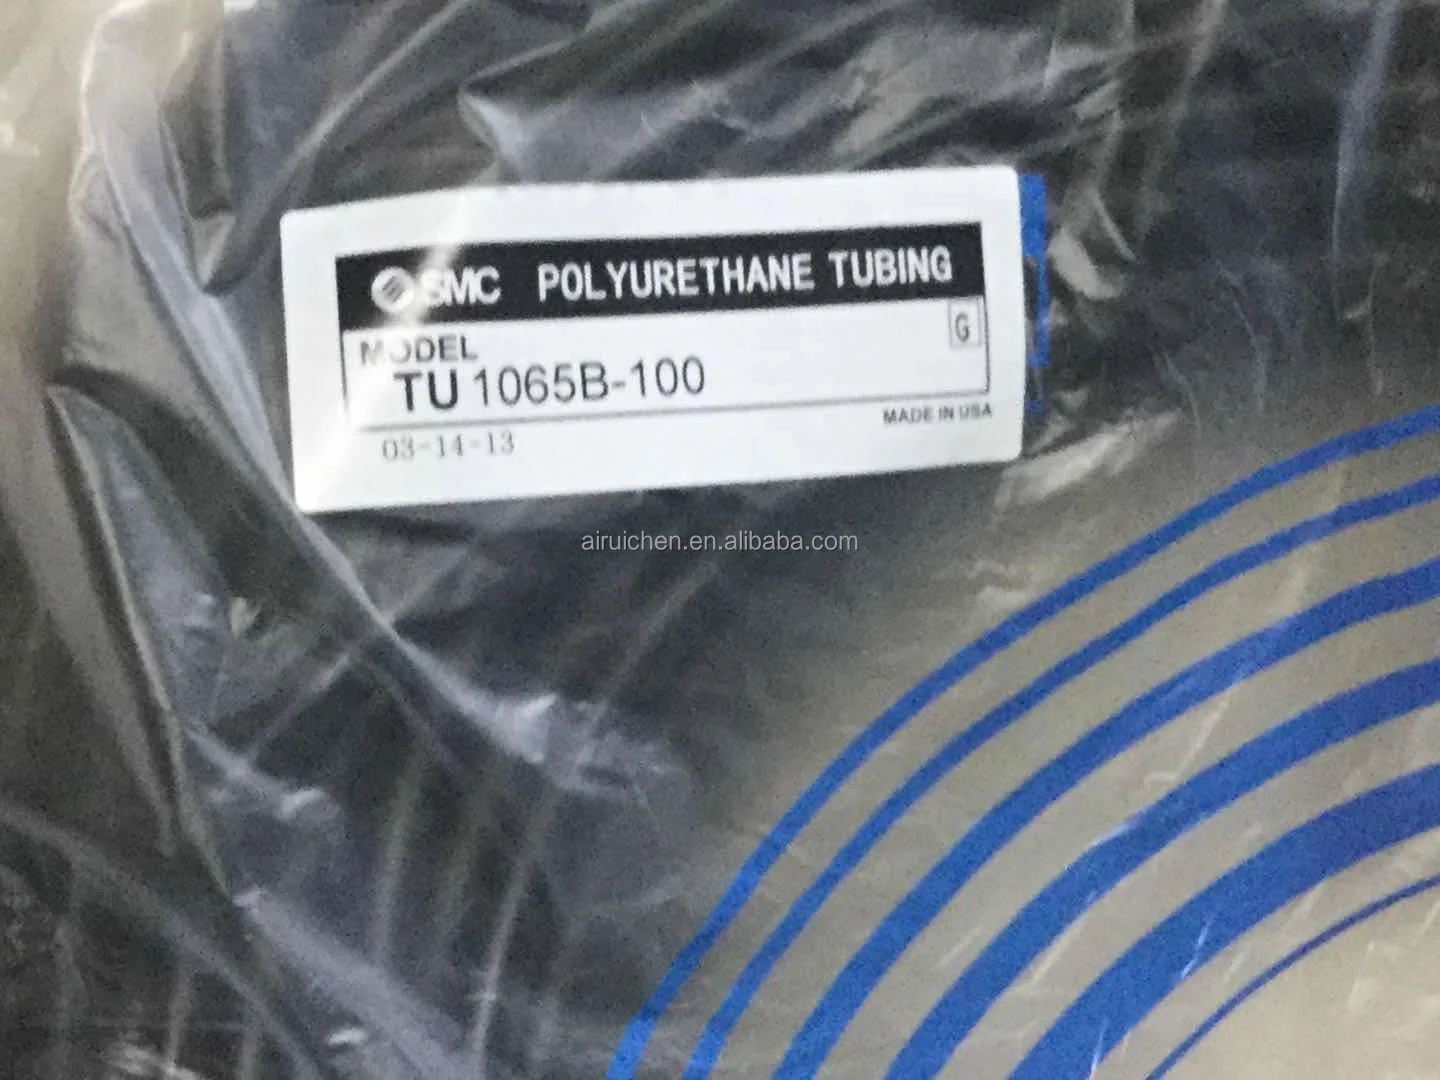 SMC POLYURETHANE TUBING
G
MODEL
TU 1065B-100
MADE IN USA
03-14-13
airuichen.en.alibaba.com